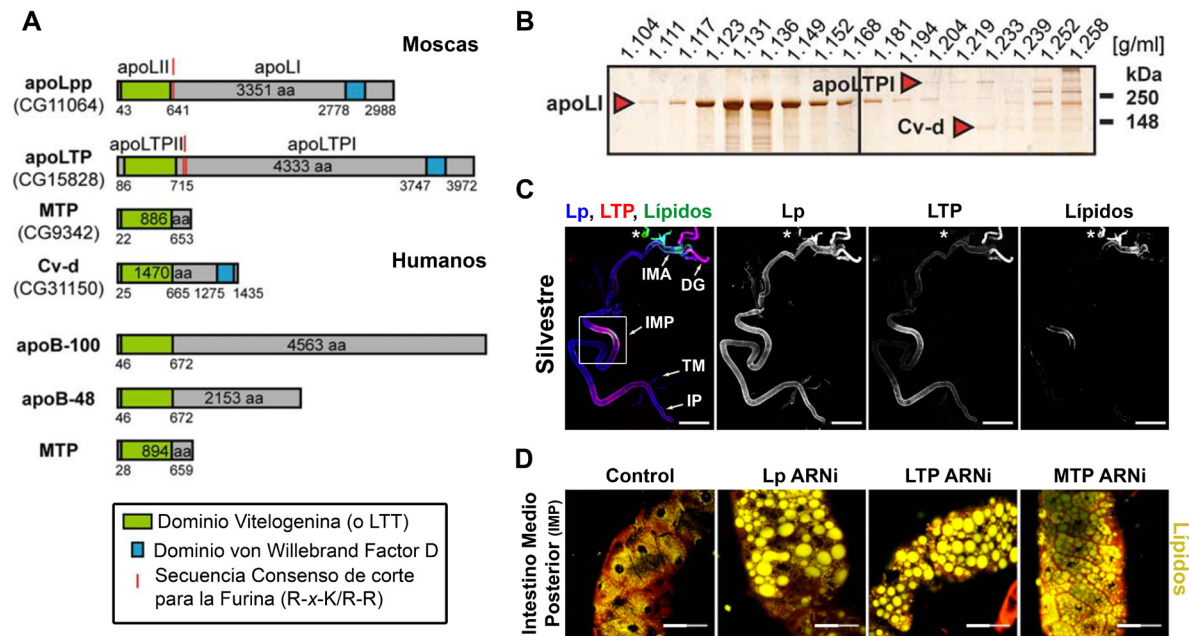 A
Moscas
apoLII apoLI
apoLpp
(CG11064)
3351 aa
43 641 2778 2988
apoLTPII apoLTPI
apoLTP
(CG15828)
4333 aa
86 715 3747 3972
MTP
(CG9342)
886 aa
22 653
Humanos
Cv-d
(CG31150)
1470 aa
25 665 1275 1435
apoB-100
4563 aa
46 672
apoB-48
2153 aa
46 672
MTP
894 aa
28 659
Dominio Vitelogenina (o LTT)
Dominio von Willebrand Factor D
Secuencia Consenso de corte
para la Furina (R-x-K/R-R)
B
1.104 1.111 1.117 1.123 1.131 1.136 1.149 1.152 1.168 1.181 1.194 1.204 1.219 1.233 1.239 1.252 1.258
[g/ml]
kDa
apoLTPI
250
apoLI
Cv-d
148
C
Lp, LTP, Lípidos Lp LTP Lípidos
Silvestre
* * *
IMA
DG
IMP
TM
IP
D
Control Lp ARNi LTP ARNi MTP ARNi
Intestino Medio
Posterior (IMP)
Lípidos